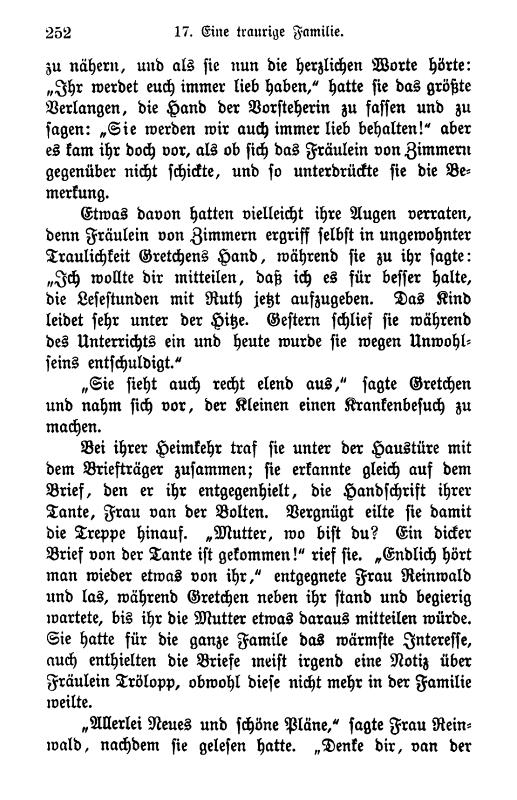 252 17. Eine traurige Familie.
zu nähern, und als sie nun die herzlichen Worte hörte:
„Ihr werdet euch immer lieb haben,“ hatte sie das größte
Verlangen, die Hand der Vorsteherin zu fassen und zu
sagen: „Sie werden wir auch immer lieb behalten!“ aber
es kam ihr doch vor, als ob sich das Fräulein von Zimmern
gegenüber nicht schickte, und so unterdrückte sie die Be-
merkung.
Etwas davon hatten vielleicht ihre Augen verraten,
denn Fräulein von Zimmern ergriff selbst in ungewohnter
Traulichkeit Gretchens Hand, während sie zu ihr sagte:
„Ich wollte dir mitteilen, daß ich es für besser halte,
die Lesestunden mit Ruth jetzt aufzugeben. Das Kind
leidet sehr unter der Hitze. Gestern schlief sie während
des Unterrichts ein und heute wurde sie wegen Unwohl-
seins entschuldigt.“
„Sie sieht auch recht elend aus,“ sagte Gretchen
und nahm sich vor, der Kleinen einen Krankenbesuch zu
machen.
Bei ihrer Heimkehr traf sie unter der Haustüre mit
dem Briefträger zusammen; sie erkannte gleich auf dem
Brief, den er ihr entgegenhielt, die Handschrift ihrer
Tante, Frau van der Bolten. Vergnügt eilte sie damit
die Treppe hinauf. „Mutter, wo bist du? Ein dicker
Brief von der Tante ist gekommen!“ rief sie. „Endlich hört
man wieder etwas von ihr,“ entgegnete Frau Reinwald
und las, während Gretchen neben ihr stand und begierig
wartete, bis ihr die Mutter etwas daraus mitteilen würde.
Sie hatte für die ganze Famile das wärmste Interesse,
auch enthielten die Briefe meist irgend eine Notiz über
Fräulein Trölopp, obwohl diese nicht mehr in der Familie
weilte.
„Allerlei Neues und schöne Pläne,“ sagte Frau Rein-
wald, nachdem sie gelesen hatte. „Denke dir, van der